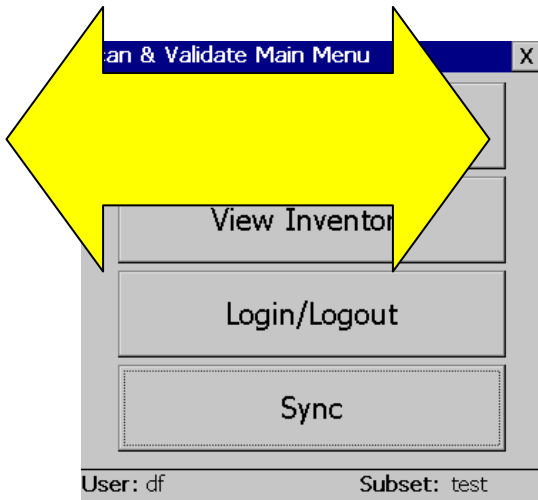 an & Validate Main Menu X
View Inventor
Login/Logout
Sync
User: df Subset: test